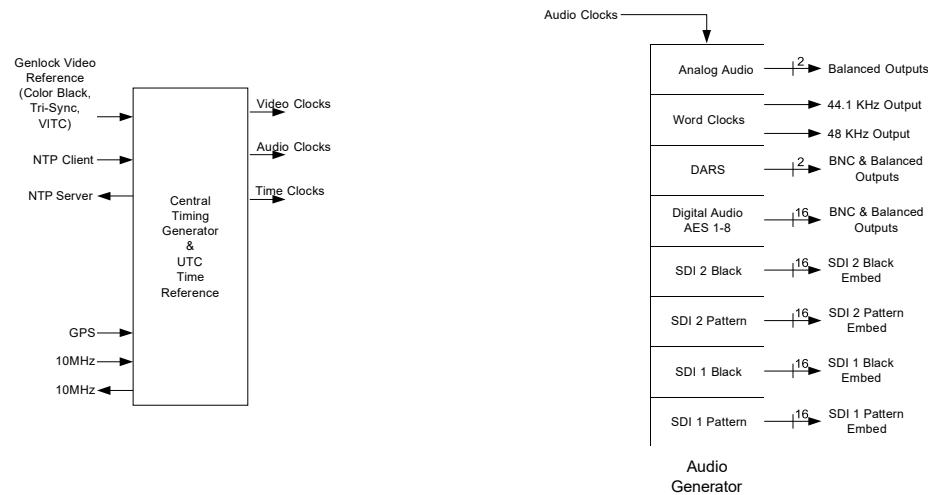 Genlock Video
Reference
(Color Black,
Tri-Sync,
VITC)
NTP Client
NTP Server
GPS
10MHz
10MHz
Central
Timing
Generator
&
UTC
Time
Reference
Video Clocks
Audio Clocks
Time Clocks
Audio Clocks
Analog Audio
2
Balanced Outputs
Word Clocks
44.1 KHz Output
48 KHz Output
DARS
2
BNC & Balanced
Outputs
Digital Audio
AES 1-8
16
BNC & Balanced
Outputs
SDI 2 Black
16
SDI 2 Black
Embed
SDI 2 Pattern
16
SDI 2 Pattern
Embed
SDI 1 Black
16
SDI 1 Black
Embed
SDI 1 Pattern
16
SDI 1 Pattern
Embed
Audio
Generator